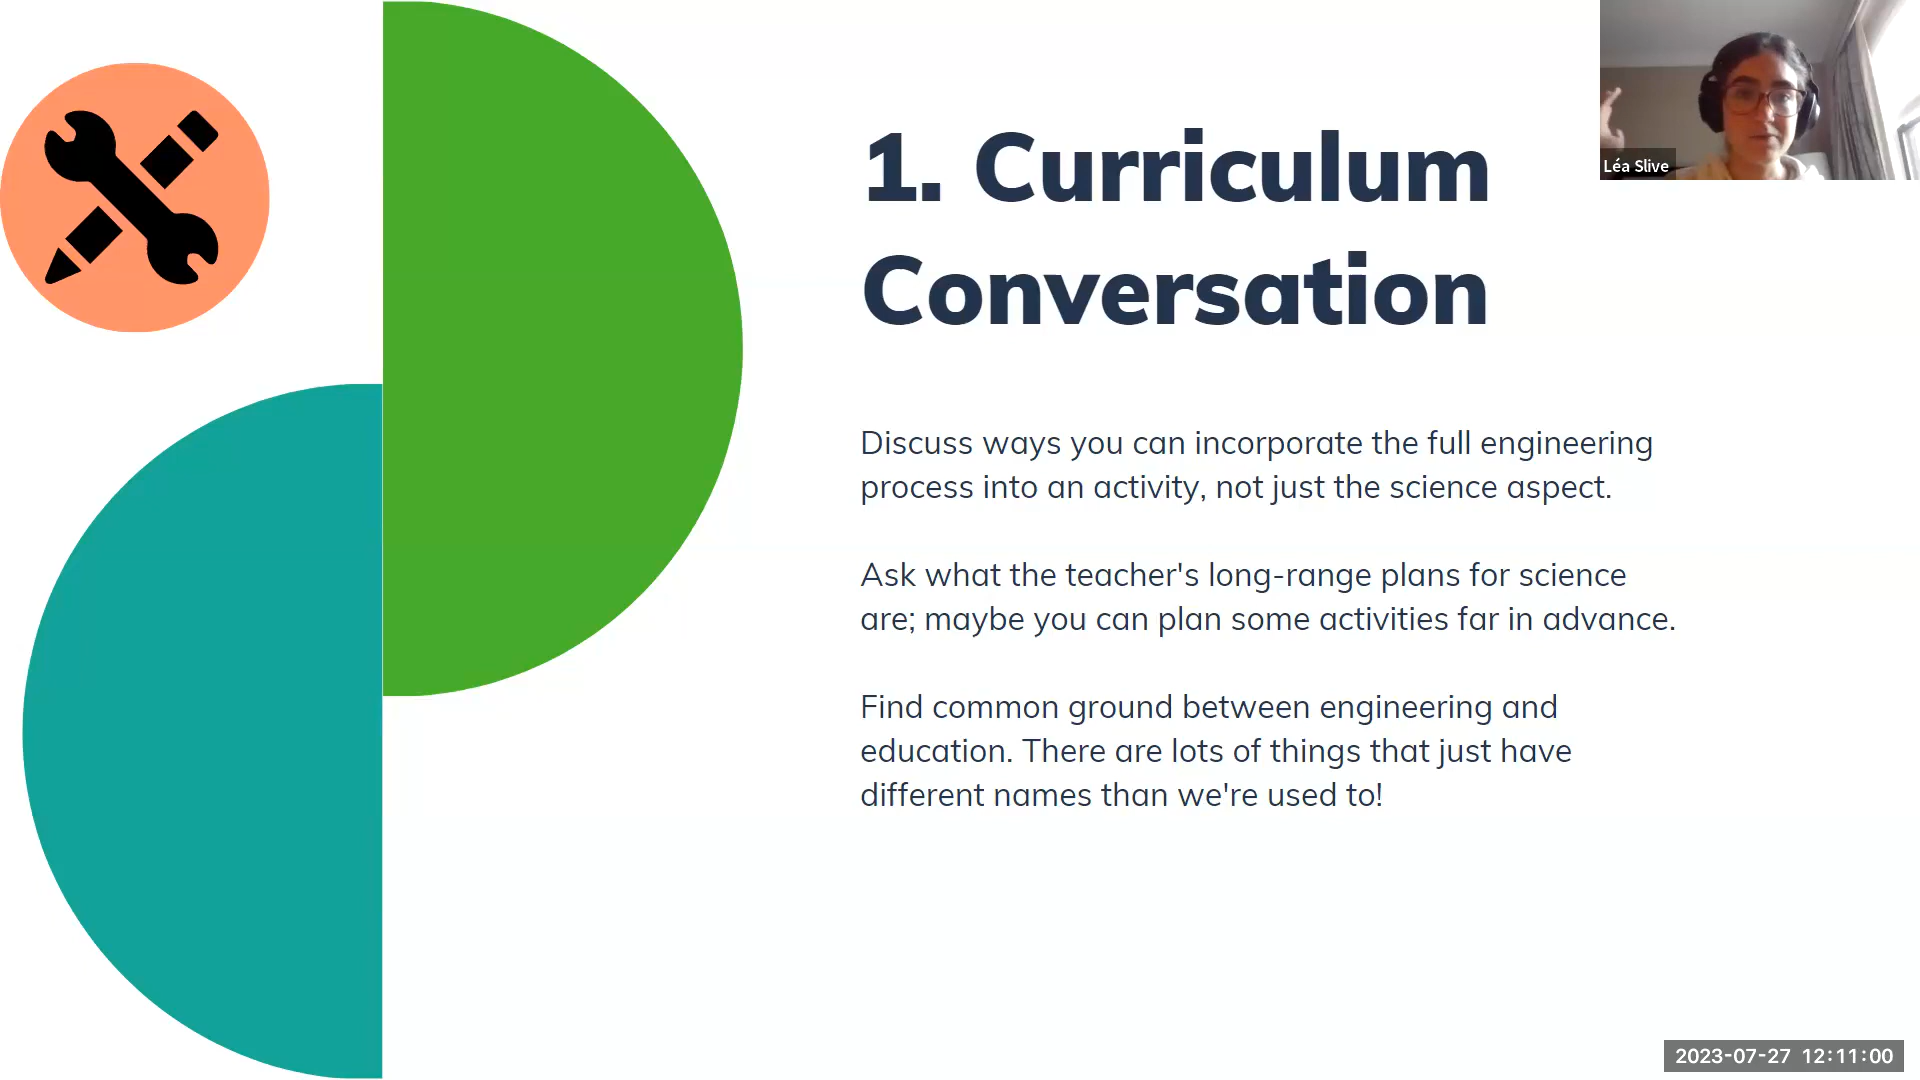 1. Curriculum
Conversation
Léa Slive
Discuss ways you can incorporate the full engineering
process into an activity, not just the science aspect.
Ask what the teacher's long-range plans for science
are; maybe you can plan some activities far in advance.
Find common ground between engineering and
education. There are lots of things that just have
different names than we're used to!
2023-07-27 12:11:00